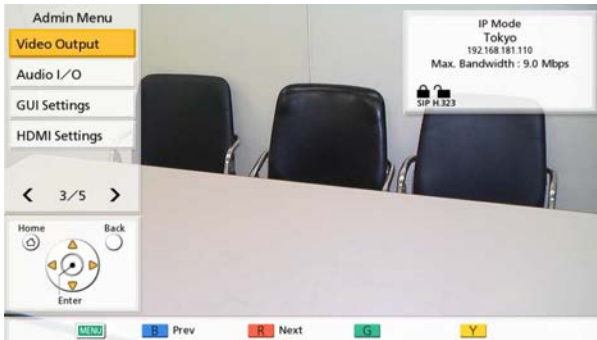 Admin Menu
Video Output
Audio I／O
GUI Settings
HDMI Settings
3／5
Home
Back
Enter
IP Mode
Tokyo
192.168.181.110
Max. Bandwidth : 9.0 Mbps
SIP H.323
MENU
B Prev
R Next
G
Y